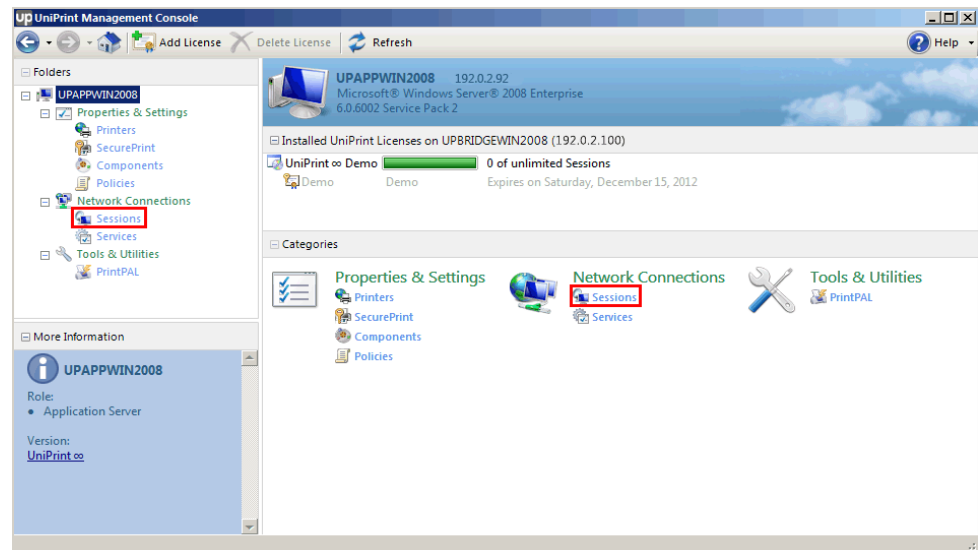 UP UniPrint Management Console
Add License Delete License Refresh Help
Folders
UPAPPWIN2008
Properties & Settings
Printers
SecurePrint
Components
Policies
Network Connections
Sessions
Services
Tools & Utilities
PrintPAL
More Information
UPAPPWIN2008
Role:
• Application Server
Version:
UniPrint ∞
UPAPPWIN2008 192.0.2.92
Microsoft® Windows Server® 2008 Enterprise
6.0.6002 Service Pack 2
Installed UniPrint Licenses on UPBRIDGEWIN2008 (192.0.2.100)
UniPrint ∞ Demo 0 of unlimited Sessions
Demo Demo Expires on Saturday, December 15, 2012
Categories
Properties & Settings
Printers
SecurePrint
Components
Policies
Network Connections
Sessions
Services
Tools & Utilities
PrintPAL